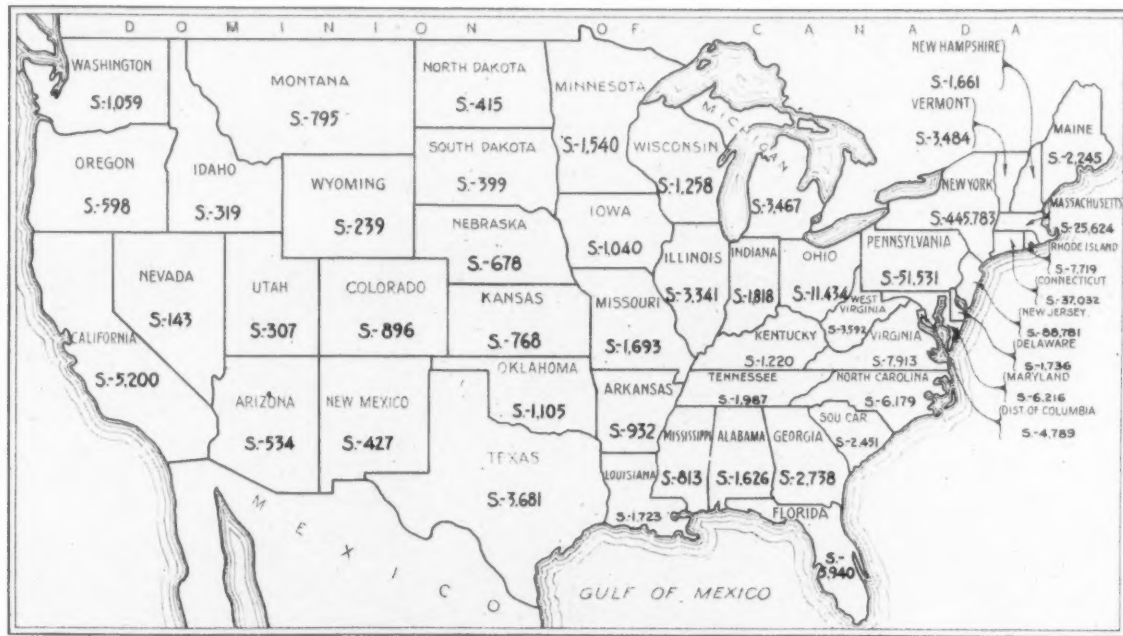 DOMINION OF CANADA
WASHINGTON
S.-1,059
MONTANA
S.-795
NORTH DAKOTA
S.-415
MINNESOTA
S.-1,540
MICHIGAN
S.-3,467
NEW HAMPSHIRE
S.-1,661
VERMONT
S.-3,484
MAINE
S.-2,245
OREGON
S.-598
IDAHO
S.-319
WYOMING
S.-239
SOUTH DAKOTA
S.-399
WISCONSIN
S.-1,258
NEW YORK
S.-445,783
MASSACHUSETTS
S.-25,624
RHODE ISLAND
S.-7,719
CONNECTICUT
S.-37,032
NEW JERSEY
S.-88,781
DELAWARE
S.-1,736
MARYLAND
S.-6,216
DIST. OF COLUMBIA
S.-4,789
NEBRASKA
S.-678
IOWA
S.-1,040
ILLINOIS
S.-3,341
INDIANA
S.-1,818
OHIO
S.-11,434
PENNSYLVANIA
S.-51,531
NEVADA
S.-143
UTAH
S.-307
COLORADO
S.-896
KANSAS
S.-768
MISSOURI
S.-1,693
KENTUCKY
S.-1,220
WEST
VIRGINIA
S.-3,592
VIRGINIA
S.-7,913
CALIFORNIA
S.-5,200
ARIZONA
S.-534
NEW MEXICO
S.-427
OKLAHOMA
S.-1,105
ARKANSAS
S.-932
TENNESSEE
S.-1,987
NORTH CAROLINA
S.-6,179
SOU CAR
S.-2,451
TEXAS
S.-3,681
LOUISIANA
S.-1,723
MISSISSIPPI
S.-813
ALABAMA
S.-1,626
GEORGIA
S.-2,738
FLORIDA
S.-
MEXICO
GULF OF MEXICO